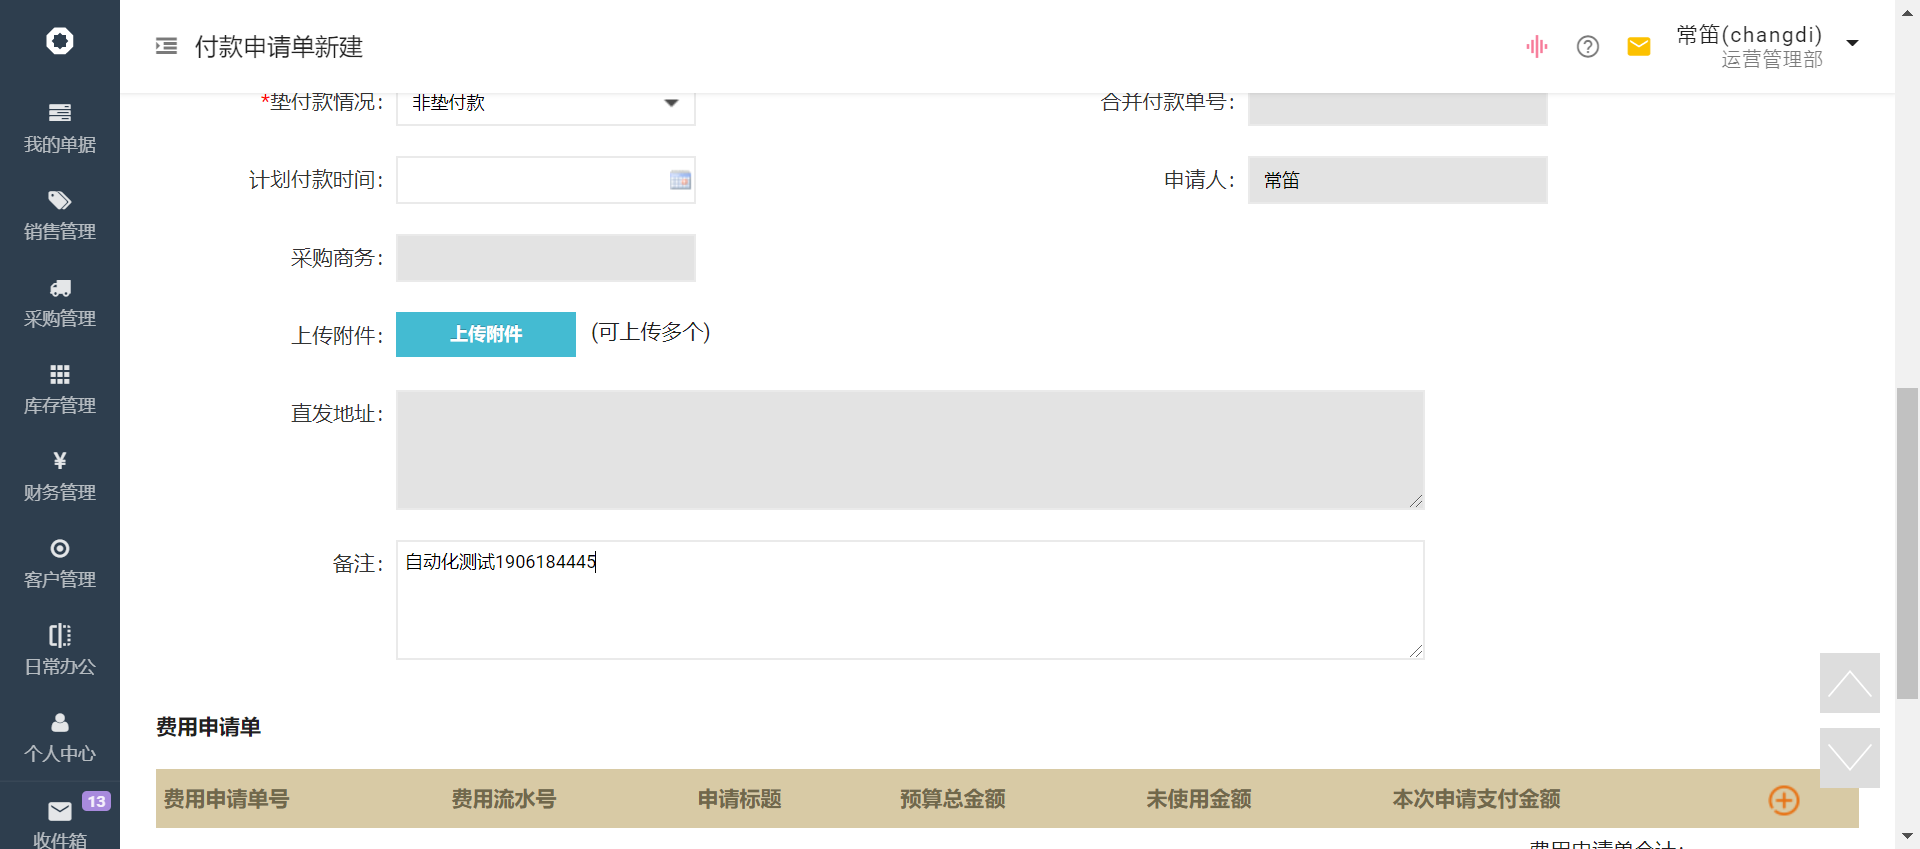 付款申请单新建
常笛(changdi)
运营管理部
我的单据
销售管理
采购管理
库存管理
财务管理
客户管理
日常办公
个人中心
13
收件箱
*垫付款情况:
非垫付款
合并付款单号:
计划付款时间:
申请人:
常笛
采购商务:
上传附件:
上传附件
(可上传多个)
直发地址:
备注:
自动化测试1906184445
费用申请单
费用申请单号 费用流水号 申请标题 预算总金额 未使用金额 本次申请支付金额
费用申请单合计: